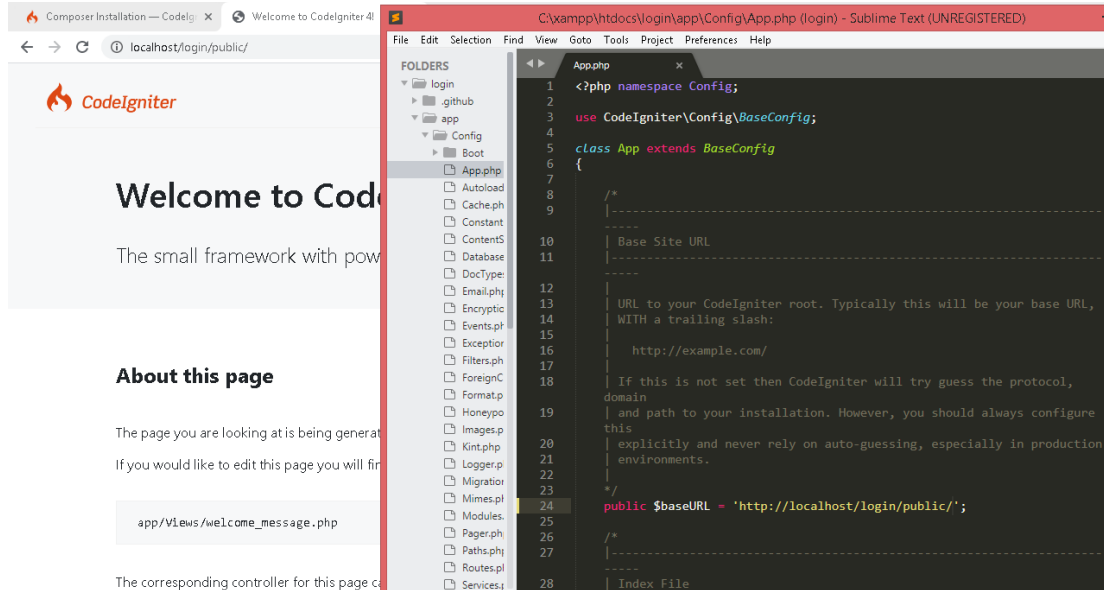 Composer Installation — CodeIg
Welcome to CodeIgniter 4!
localhost/login/public/
CodeIgniter
Welcome to Code
The small framework with pow
About this page
The page you are looking at is being generat
If you would like to edit this page you will fin
app/Views/welcome_message.php
The corresponding controller for this page ca
C:\xampp\htdocs\login\app\Config\App.php (login) - Sublime Text (UNREGISTERED)
File Edit Selection Find View Goto Tools Project Preferences Help
FOLDERS
login
.github
app
Config
Boot
App.php
Autoload
Cache.ph
Constant
ContentS
Database
DocType
Email.php
Encryptic
Events.ph
Exception
Filters.ph
ForeignC
Format.p
Honeypo
Images.p
Kint.php
Logger.p
Migration
Mimes.ph
Modules.
Pager.php
Paths.php
Routes.pl
Services.p
App.php
1 <?php namespace Config;
2
3 use CodeIgniter\Config\BaseConfig;
4
5 class App extends BaseConfig
6 {
7
8 /*
9 |--------------------------------------------------------------------
-----
10 | Base Site URL
11 |--------------------------------------------------------------------
-----
12 |
13 | URL to your CodeIgniter root. Typically this will be your base URL,
14 | WITH a trailing slash:
15 |
16 | http://example.com/
17 |
18 | If this is not set then CodeIgniter will try guess the protocol,
domain
19 | and path to your installation. However, you should always configure
this
20 | explicitly and never rely on auto-guessing, especially in production
21 | environments.
22 |
23 */
24 public $baseURL = 'http://localhost/login/public/';
25
26 /*
27 |--------------------------------------------------------------------
-----
28 | Index File